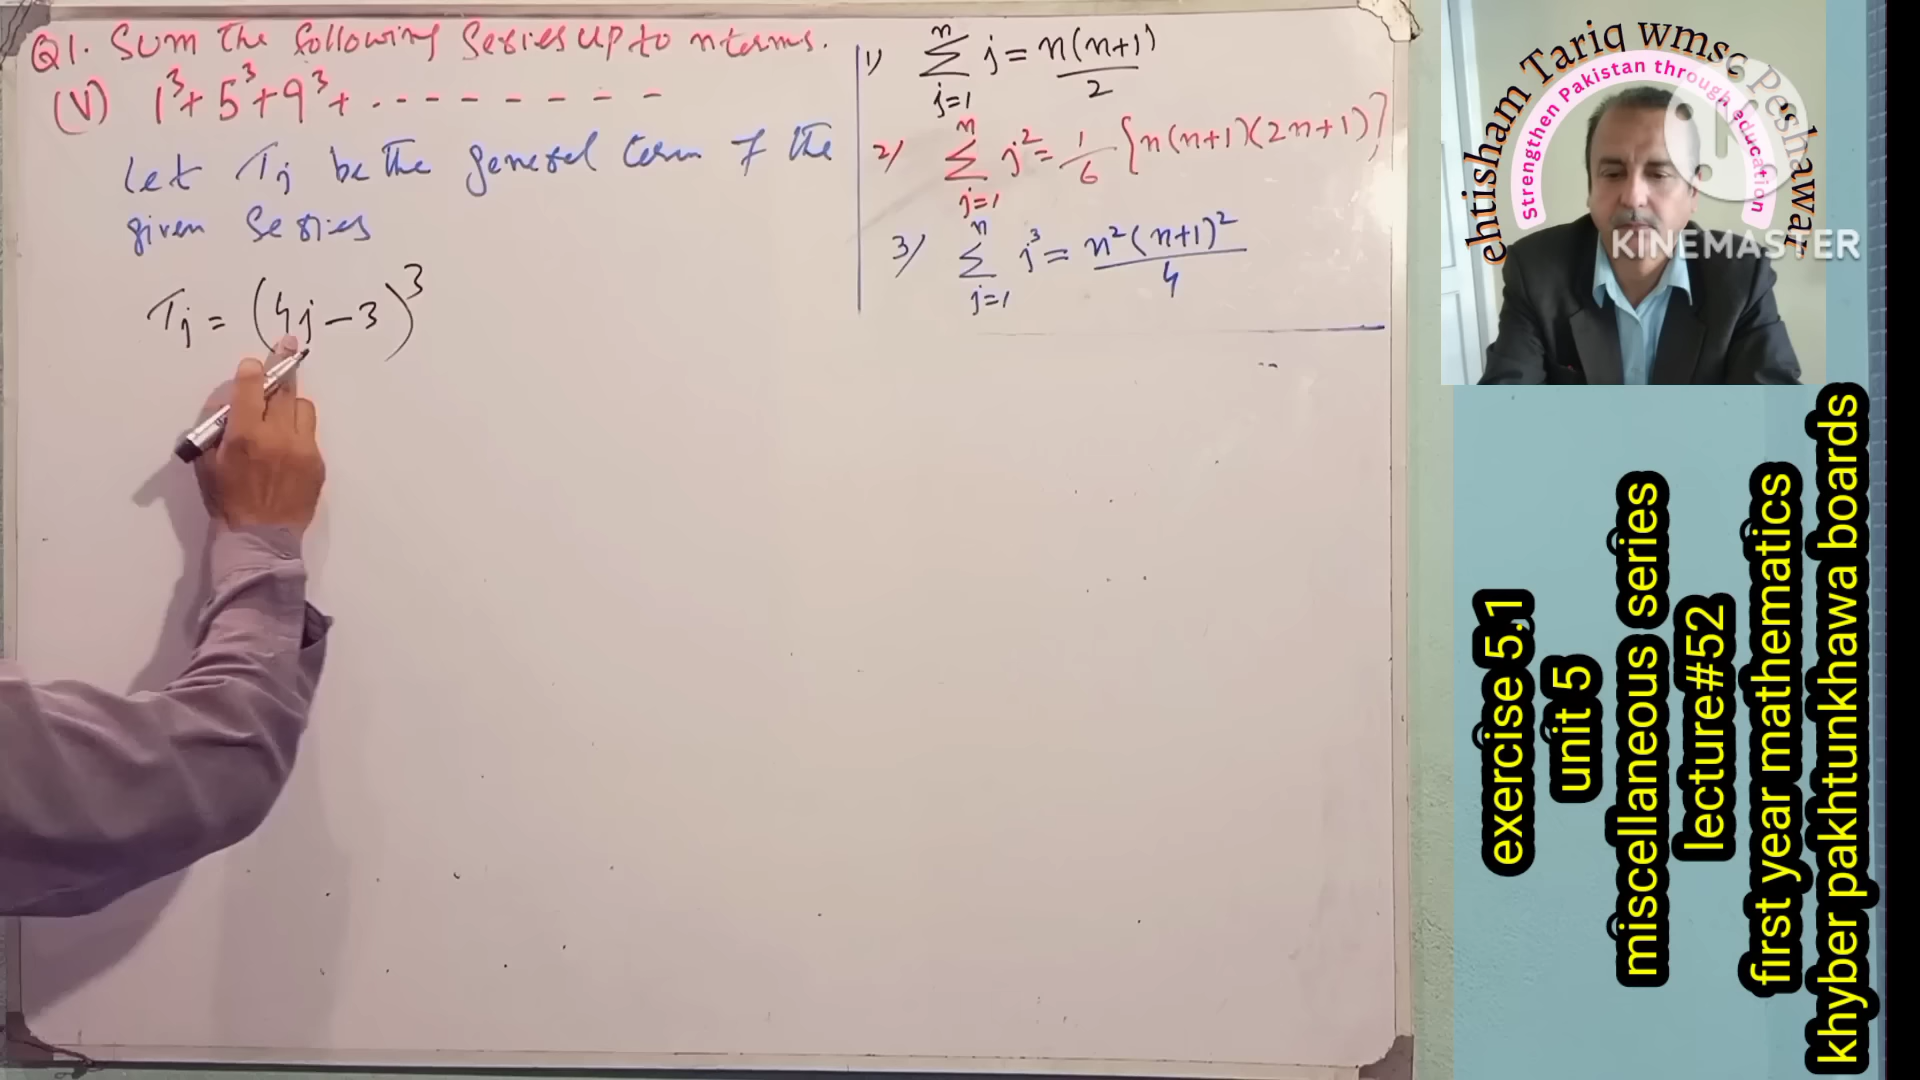 Q1. Sum the following Series up to n terms.
(V) 1³+5³+9³+ ---------
Let Tj be the general term of the
given Series
Tj = (4j-3)³
1) n∑j=1 j = n(n+1)/2
2) n∑j=1 j² = 1/6 {n(n+1)(2n+1)}
3) n∑j=1 j³ = n²(n+1)²/4
ehtisham Tariq wmsc Peshawar
Strengthen Pakistan through education
KINEMASTER
exercise 5.1
unit 5
miscellaneous series
lecture#52
first year mathematics
khyber pakhtunkhawa boards